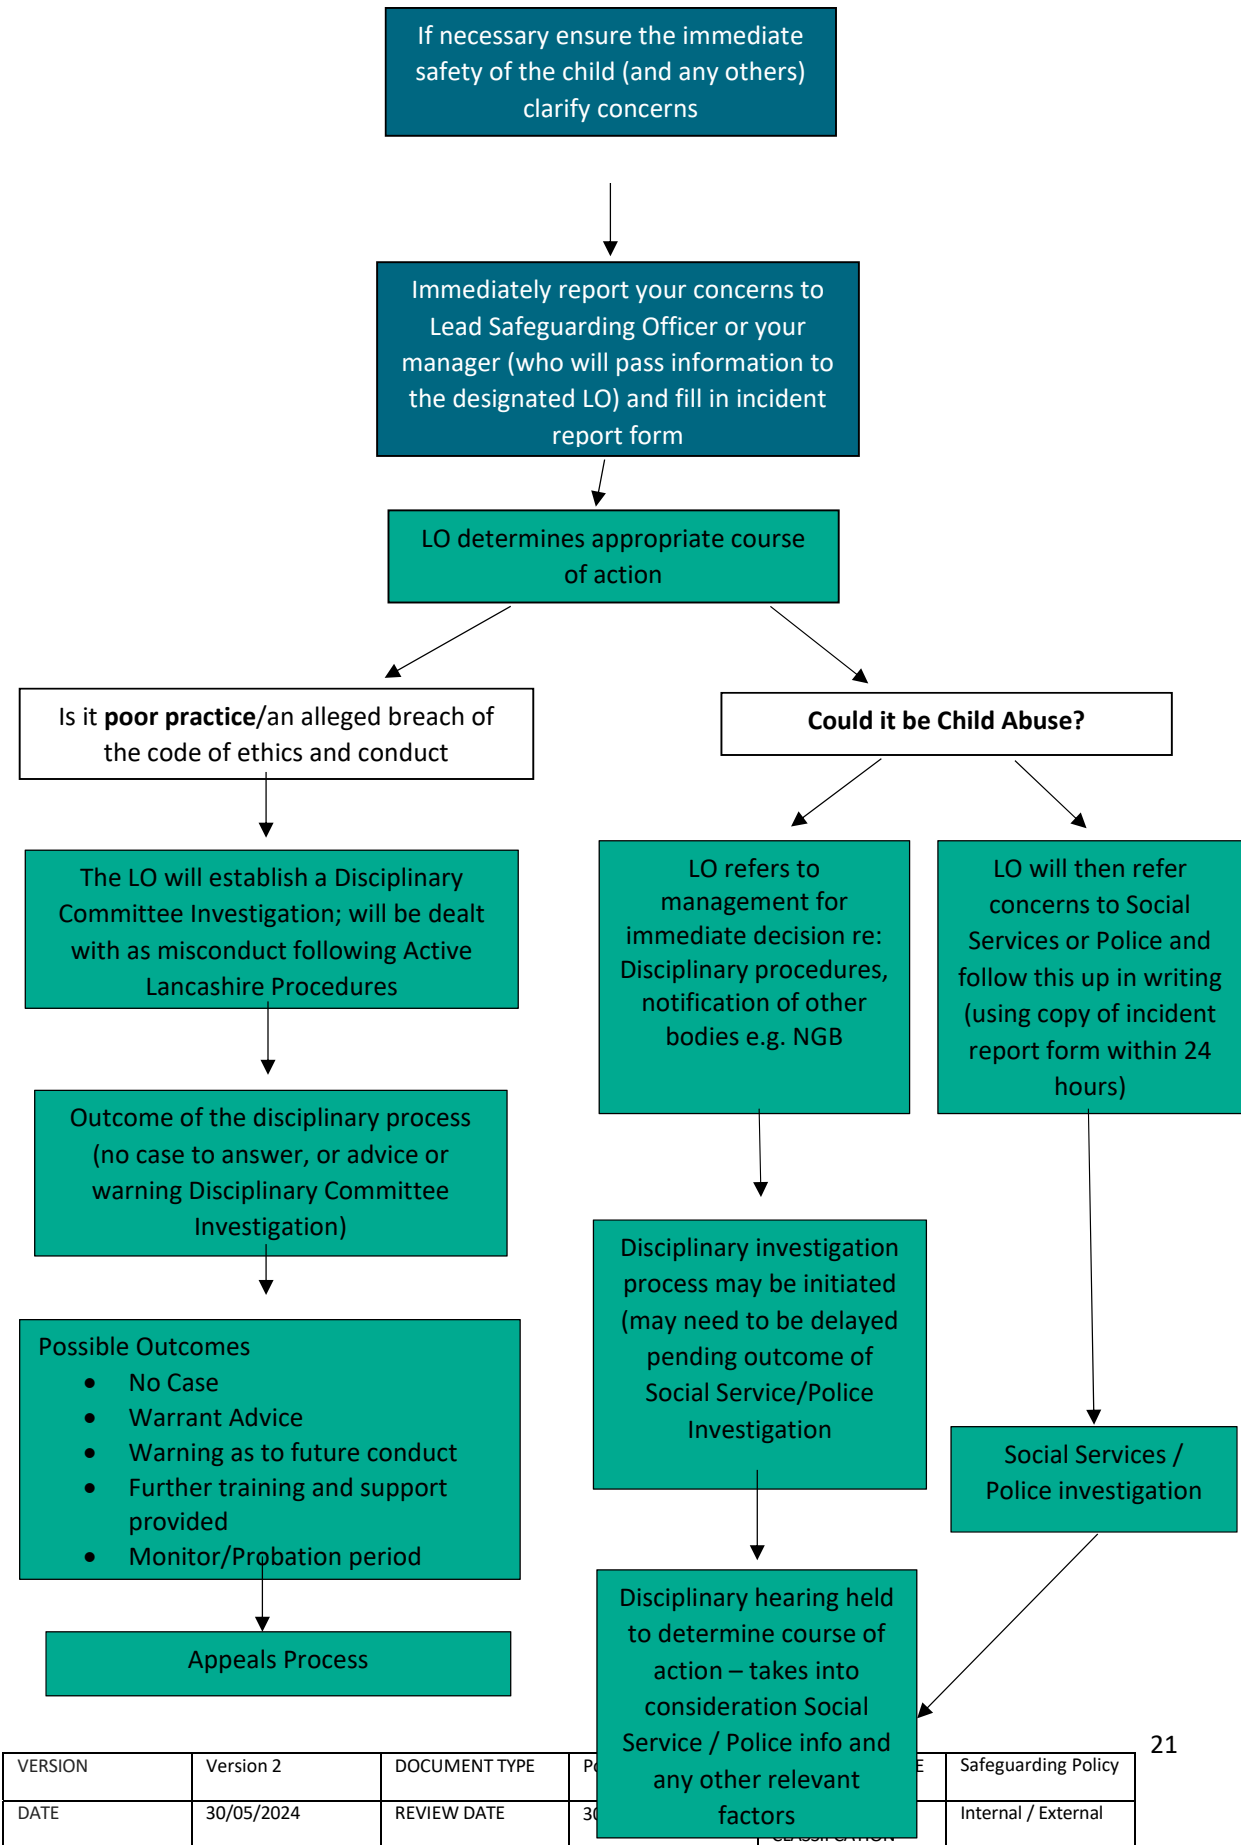 If necessary ensure the immediate
safety of the child (and any others)
clarify concerns
Immediately report your concerns to
Lead Safeguarding Officer or your
manager (who will pass information to
the designated LO) and fill in incident
report form
LO determines appropriate course
of action
Is it poor practice/an alleged breach of
the code of ethics and conduct
Could it be Child Abuse?
The LO will establish a Disciplinary
Committee Investigation; will be dealt
with as misconduct following Active
Lancashire Procedures
LO refers to
management for
immediate decision re:
Disciplinary procedures,
notification of other
bodies e.g. NGB
LO will then refer
concerns to Social
Services or Police and
follow this up in writing
(using copy of incident
report form within 24
hours)
Outcome of the disciplinary process
(no case to answer, or advice or
warning Disciplinary Committee
Investigation)
Disciplinary investigation
process may be initiated
(may need to be delayed
pending outcome of
Social Service/Police
Investigation
Possible Outcomes
• No Case
• Warrant Advice
• Warning as to future conduct
• Further training and support
provided
• Monitor/Probation period
Social Services /
Police investigation
Appeals Process
Disciplinary hearing held
to determine course of
action – takes into
consideration Social
Service / Police info and
any other relevant
factors
21
VERSION Version 2 DOCUMENT TYPE Safeguarding Policy
DATE 30/05/2024 REVIEW DATE 30 Internal / External